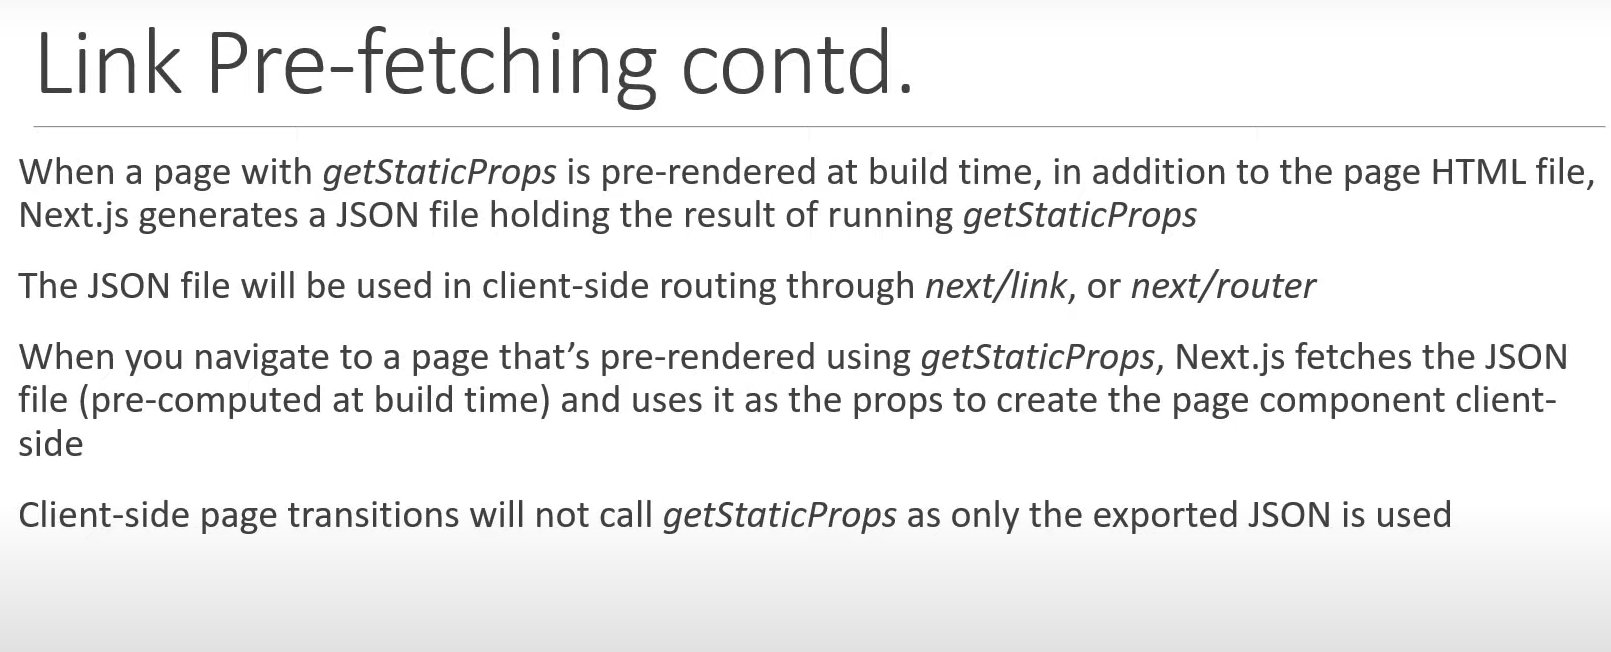 Link Pre-fetching contd.
When a page with getStaticProps is pre-rendered at build time, in addition to the page HTML file,
Next.js generates a JSON file holding the result of running getStaticProps
The JSON file will be used in client-side routing through next/link, or next/router
When you navigate to a page that’s pre-rendered using getStaticProps, Next.js fetches the JSON
file (pre-computed at build time) and uses it as the props to create the page component client-
side
Client-side page transitions will not call getStaticProps as only the exported JSON is used